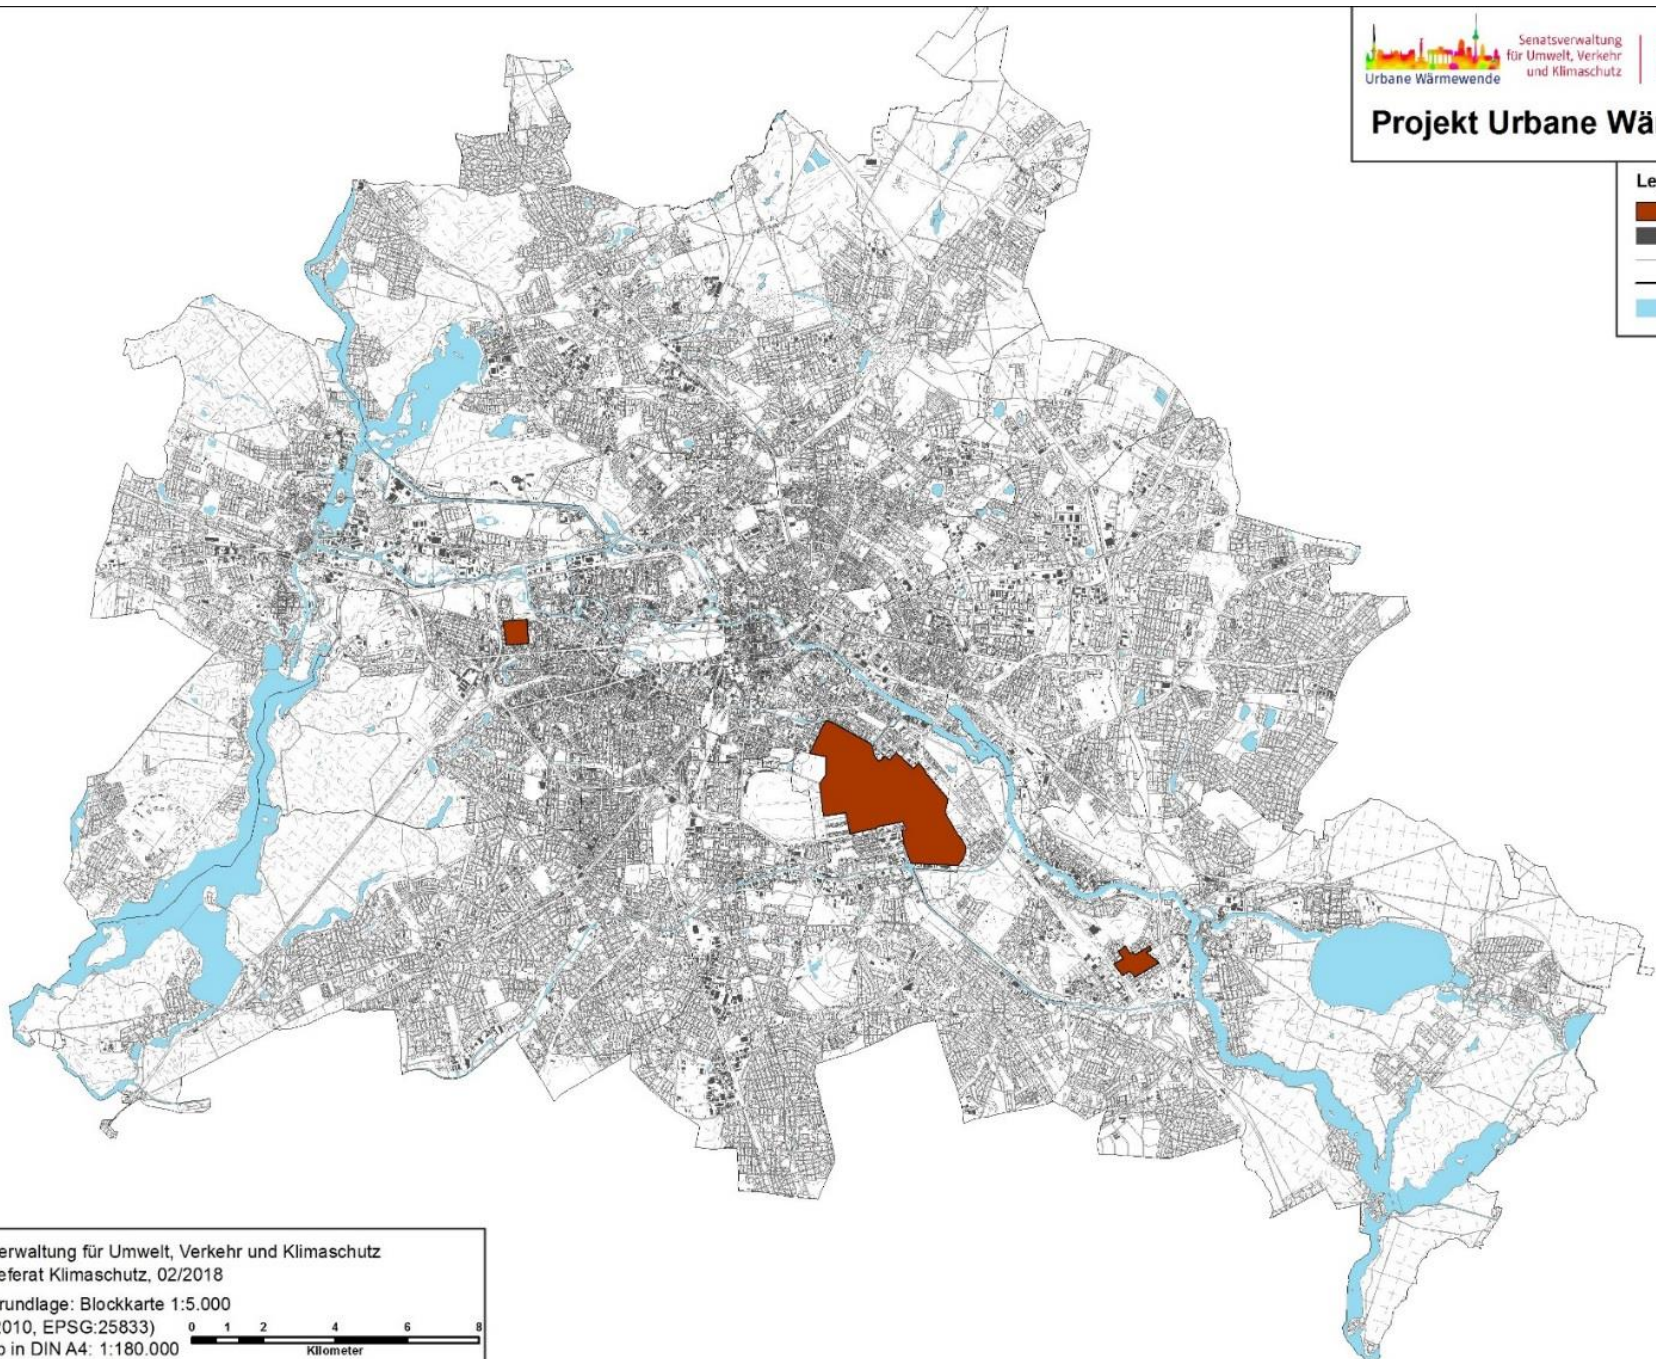 Senatsverwaltung
für Umwelt, Verkehr
und Klimaschutz
Urbane Wärmewende
Projekt Urbane Wär
Le
erwaltung für Umwelt, Verkehr und Klimaschutz
eferat Klimaschutz, 02/2018
rundlage: Blockkarte 1:5.000
2010, EPSG:25833)
0 1 2 4 6 8
b in DIN A4: 1:180.000
Kilometer